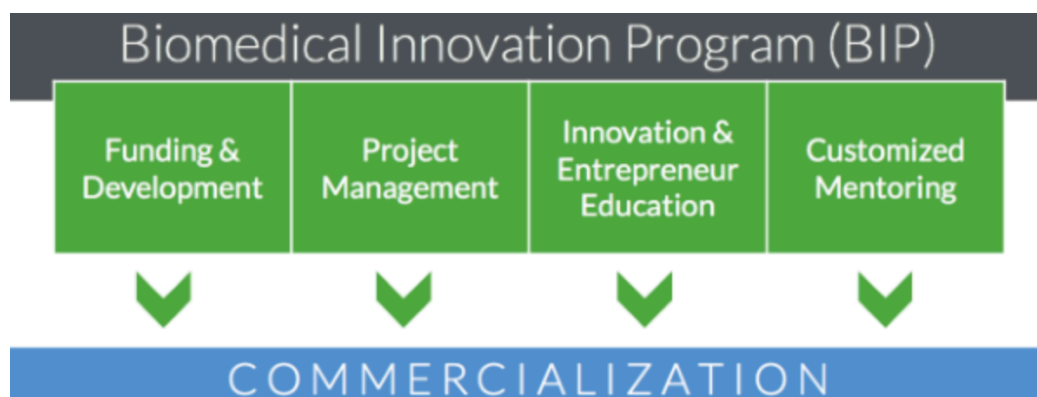 Biomedical Innovation Program (BIP)
Funding &
Development
Project
Management
Innovation &
Entrepreneur
Education
Customized
Mentoring
COMMERCIALIZATION